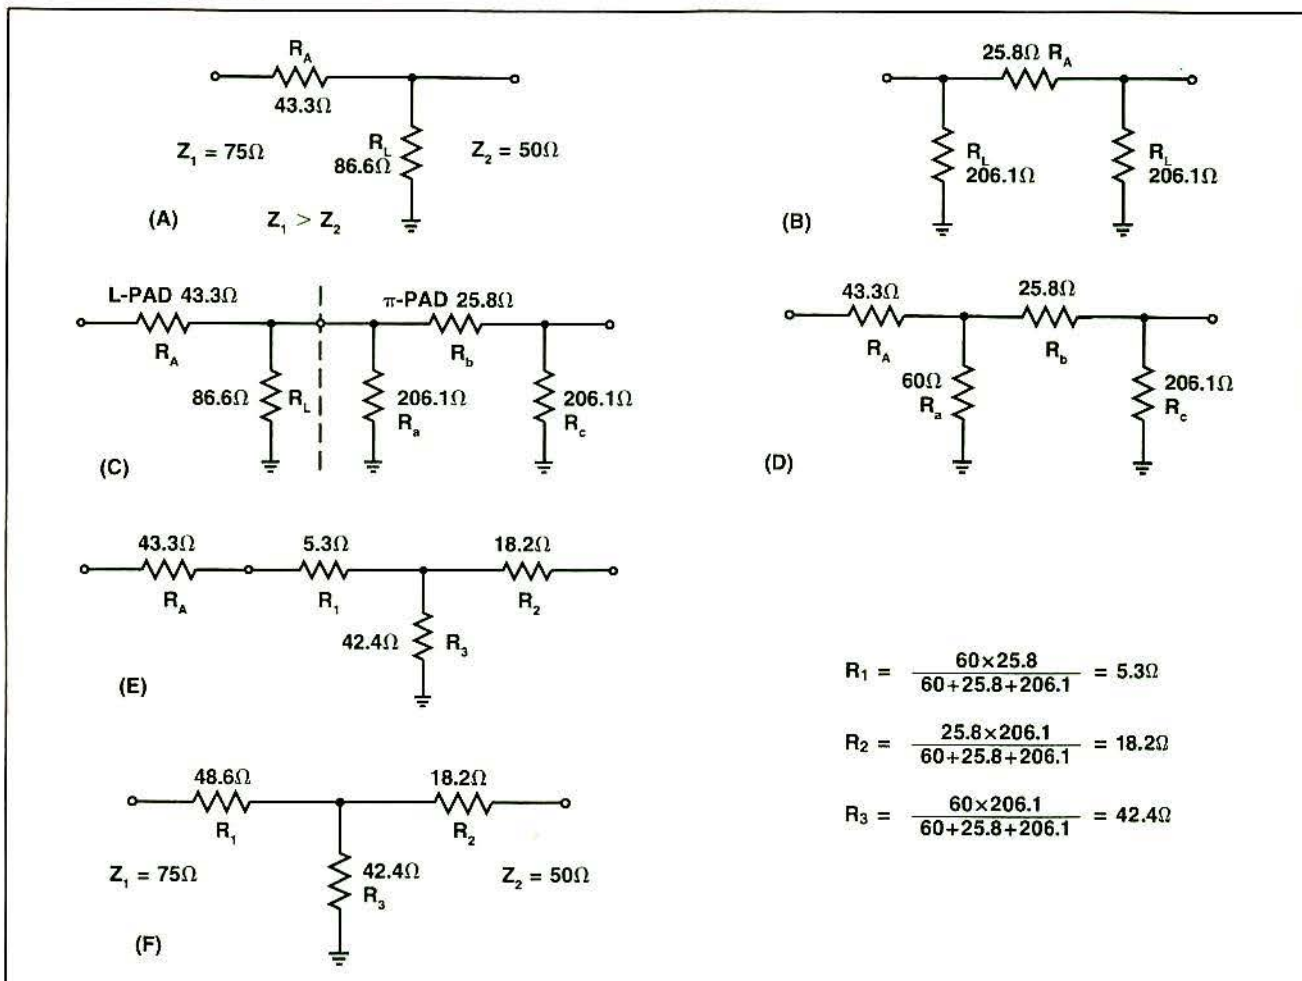 R_A
43.3Ω
R_L
86.6Ω
Z_1 = 75Ω
Z_2 = 50Ω
(A)
Z_1 > Z_2
25.8Ω R_A
R_L
206.1Ω
R_L
206.1Ω
(B)
L-PAD 43.3Ω
π-PAD 25.8Ω
R_A
R_b
86.6Ω R_L
206.1Ω
R_a
206.1Ω
R_c
(C)
43.3Ω
25.8Ω
R_A
R_b
60Ω
R_a
206.1Ω
R_c
(D)
43.3Ω
5.3Ω
18.2Ω
R_A
R_1
R_2
42.4Ω R_3
(E)
R_1 = 60×25.8 / 60+25.8+206.1 = 5.3Ω
R_2 = 25.8×206.1 / 60+25.8+206.1 = 18.2Ω
R_3 = 60×206.1 / 60+25.8+206.1 = 42.4Ω
48.6Ω
18.2Ω
R_1
R_2
Z_1 = 75Ω
42.4Ω
R_3
Z_2 = 50Ω
(F)